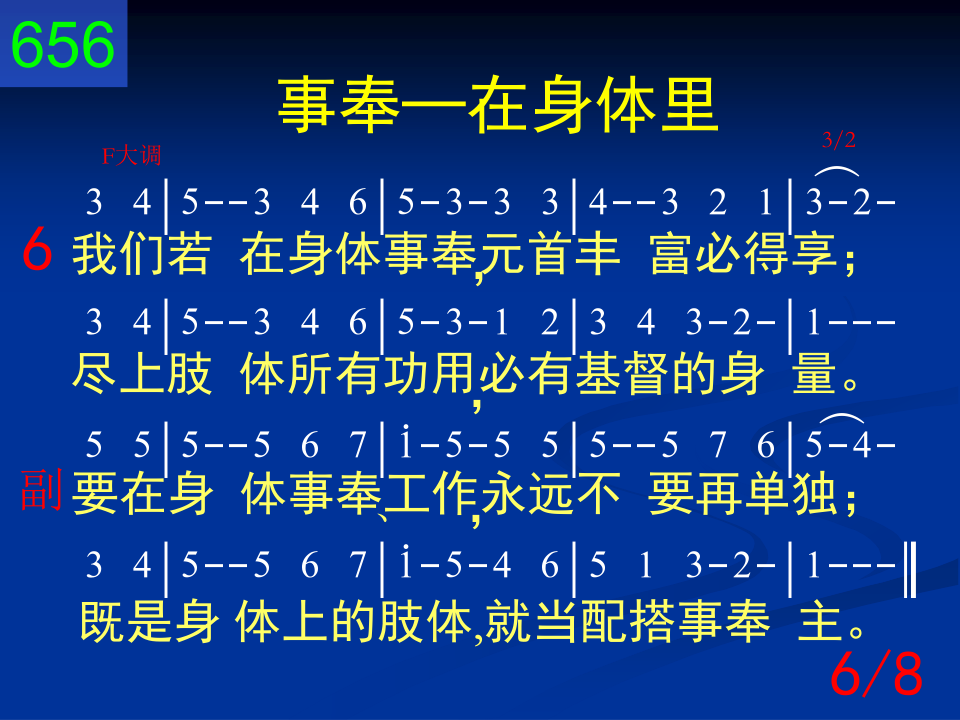 656
事奉—在身体里
F大调
3/2
3 4|5--3 4 6|5-3-3 3|4--3 2 1|3-2-
6 我们若 在身体事奉,元首丰 富必得享；
3 4|5--3 4 6|5-3-1 2|3 4 3-2-|1---
尽上肢 体所有功用,必有基督的身 量。
5 5|5--5 6 7|i-5-5 5|5--5 7 6|5-4-
副 要在身 体事奉、工作,永远不 要再单独；
3 4|5--5 6 7|i-5-4 6|5 1 3-2-|1---‖
既是身 体上的肢体,就当配搭事奉 主。
6/8